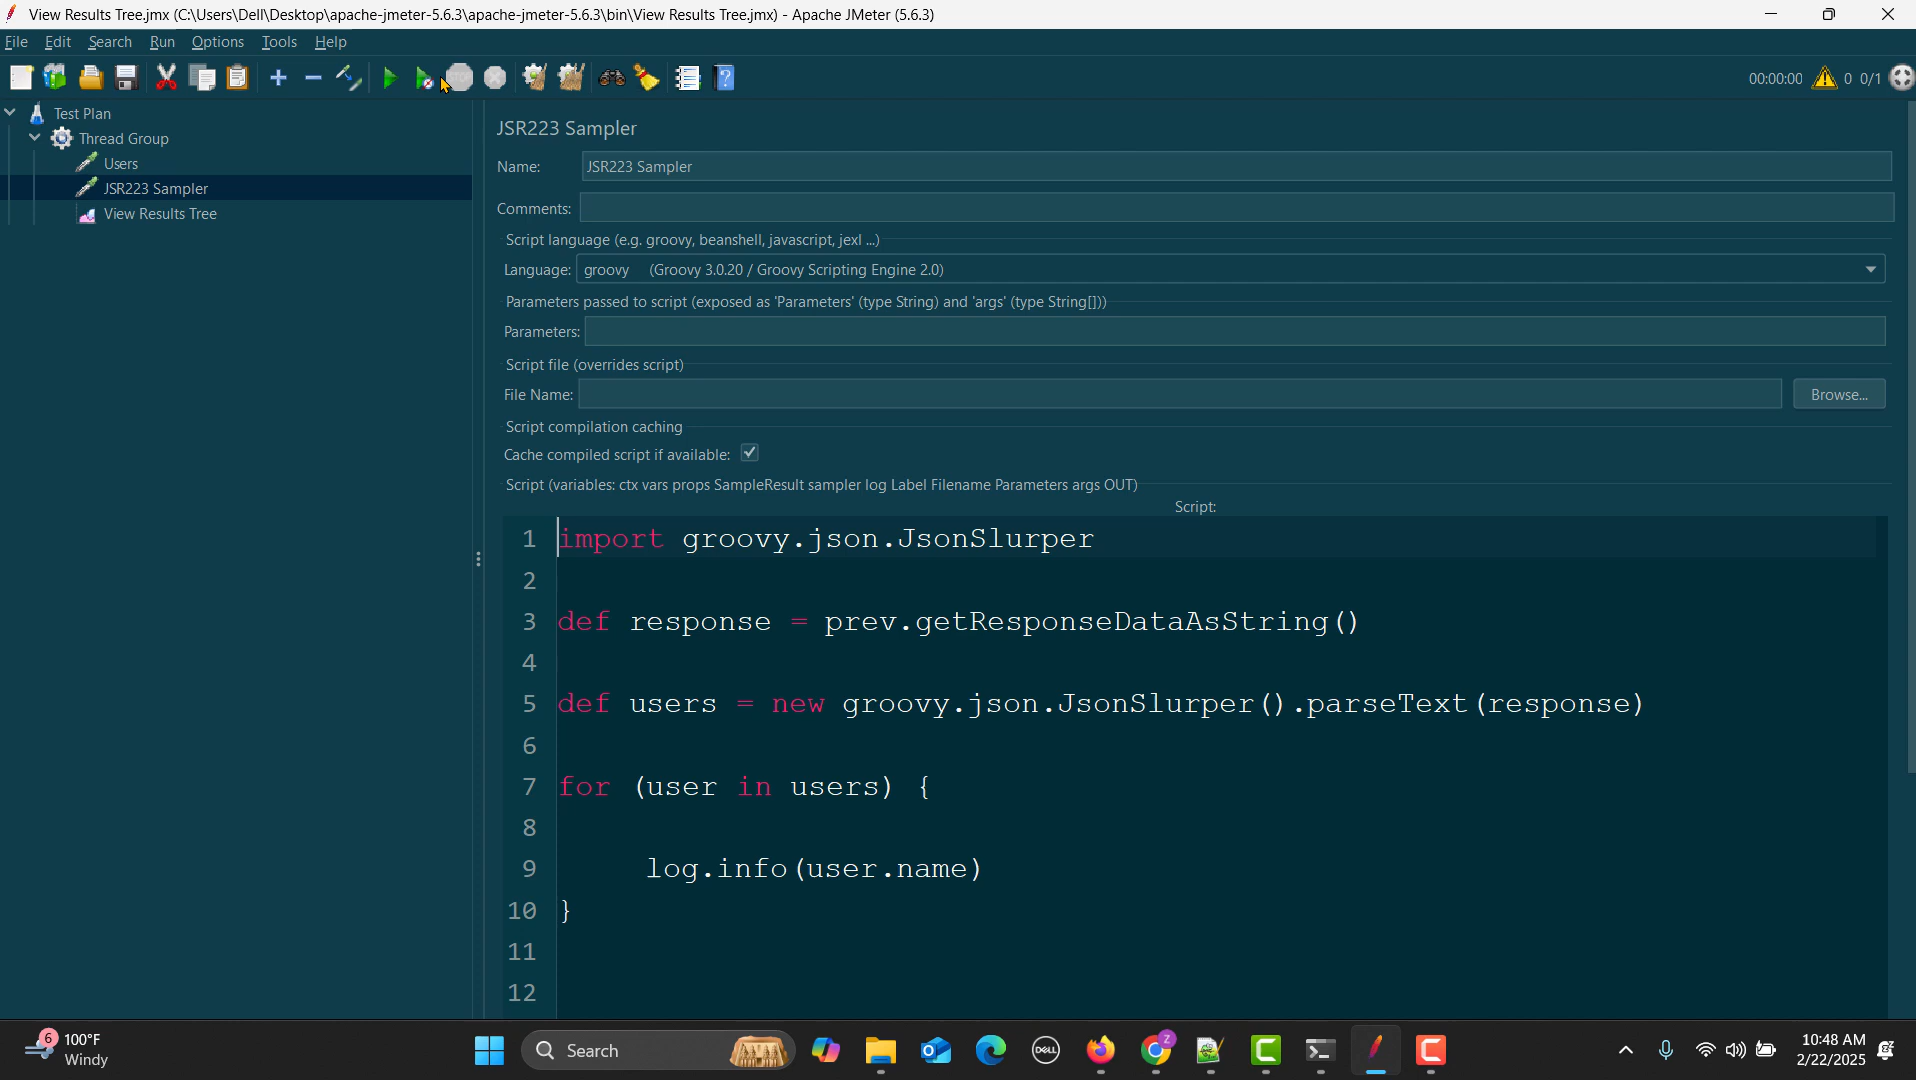 View Results Tree.jmx (C:\Users\Dell\Desktop\apache-jmeter-5.6.3\apache-jmeter-5.6.3\bin\View Results Tree.jmx) - Apache JMeter (5.6.3)
File Edit Search Run Options Tools Help
STOP
00:00:00 0 0/1
Test Plan
Thread Group
Users
JSR223 Sampler
View Results Tree
JSR223 Sampler
Name: JSR223 Sampler
Comments:
Script language (e.g. groovy, beanshell, javascript, jexl ...)
Language: groovy (Groovy 3.0.20 / Groovy Scripting Engine 2.0)
Parameters passed to script (exposed as 'Parameters' (type String) and 'args' (type String[]))
Parameters:
Script file (overrides script)
File Name: Browse...
Script compilation caching
Cache compiled script if available:
Script (variables: ctx vars props SampleResult sampler log Label Filename Parameters args OUT)
Script:
1 import groovy.json.JsonSlurper
2
3 def response = prev.getResponseDataAsString()
4
5 def users = new groovy.json.JsonSlurper().parseText(response)
6
7 for (user in users) {
8
9 log.info(user.name)
10 }
11
12
6 100°F
Windy
Search
DELL
Z
10:48 AM
2/22/2025